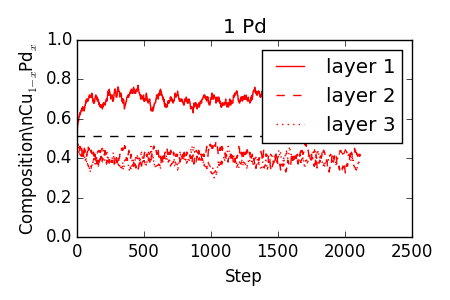 1 Pd
1.0
0.8
0.6
0.4
0.2
0.0
Composition\nCu1−xPdx
layer 1
layer 2
layer 3
0 500 1000 1500 2000 2500
Step